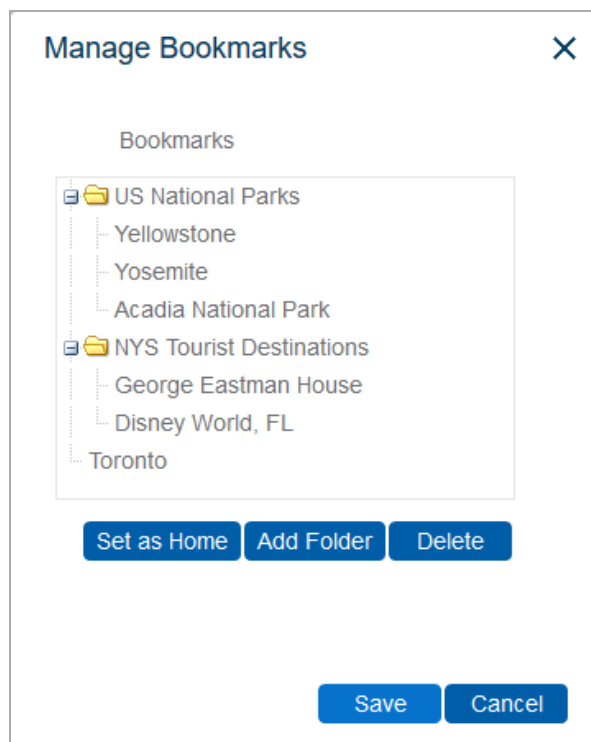 Manage Bookmarks
Bookmarks
US National Parks
Yellowstone
Yosemite
Acadia National Park
NYS Tourist Destinations
George Eastman House
Disney World, FL
Toronto
Set as Home Add Folder Delete
Save Cancel